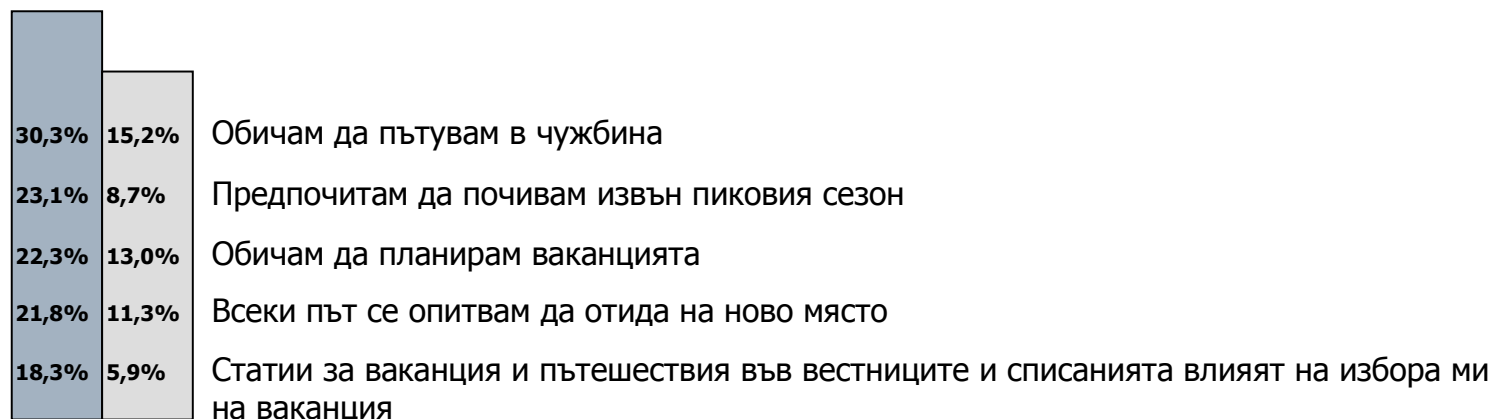 30,3% 15,2% Обичам да пътувам в чужбина
23,1% 8,7% Предпочитам да почивам извън пиковия сезон
22,3% 13,0% Обичам да планирам ваканцията
21,8% 11,3% Всеки път се опитвам да отида на ново място
18,3% 5,9% Статии за ваканция и пътешествия във вестниците и списанията влияят на избора ми
на ваканция